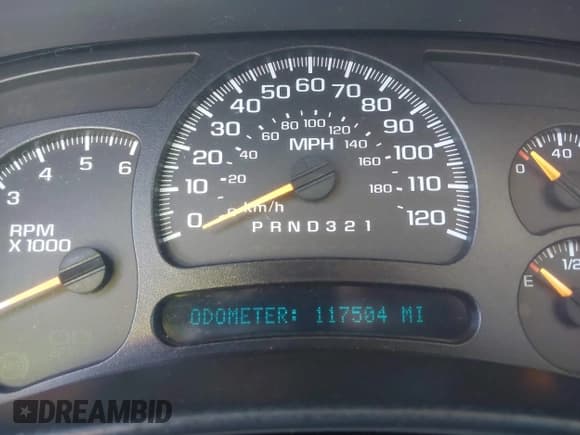 60
50 70
40 80
80 100 120
30 60 140 90
MPH
20 40 160 100
5 6
4
3
0 40
10 20 180 110
RPM
X 1000
0 0 km/h 120
PRND321
1/2
E
ODOMETER: 117504 MI
DREAMBID